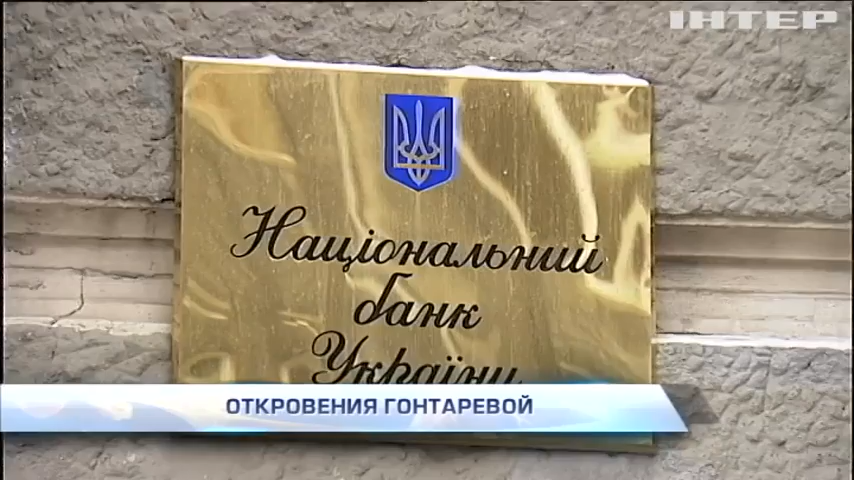 ІНТЕР
Національний
банк
України
ОТКРОВЕНИЯ ГОНТАРЕВОЙ